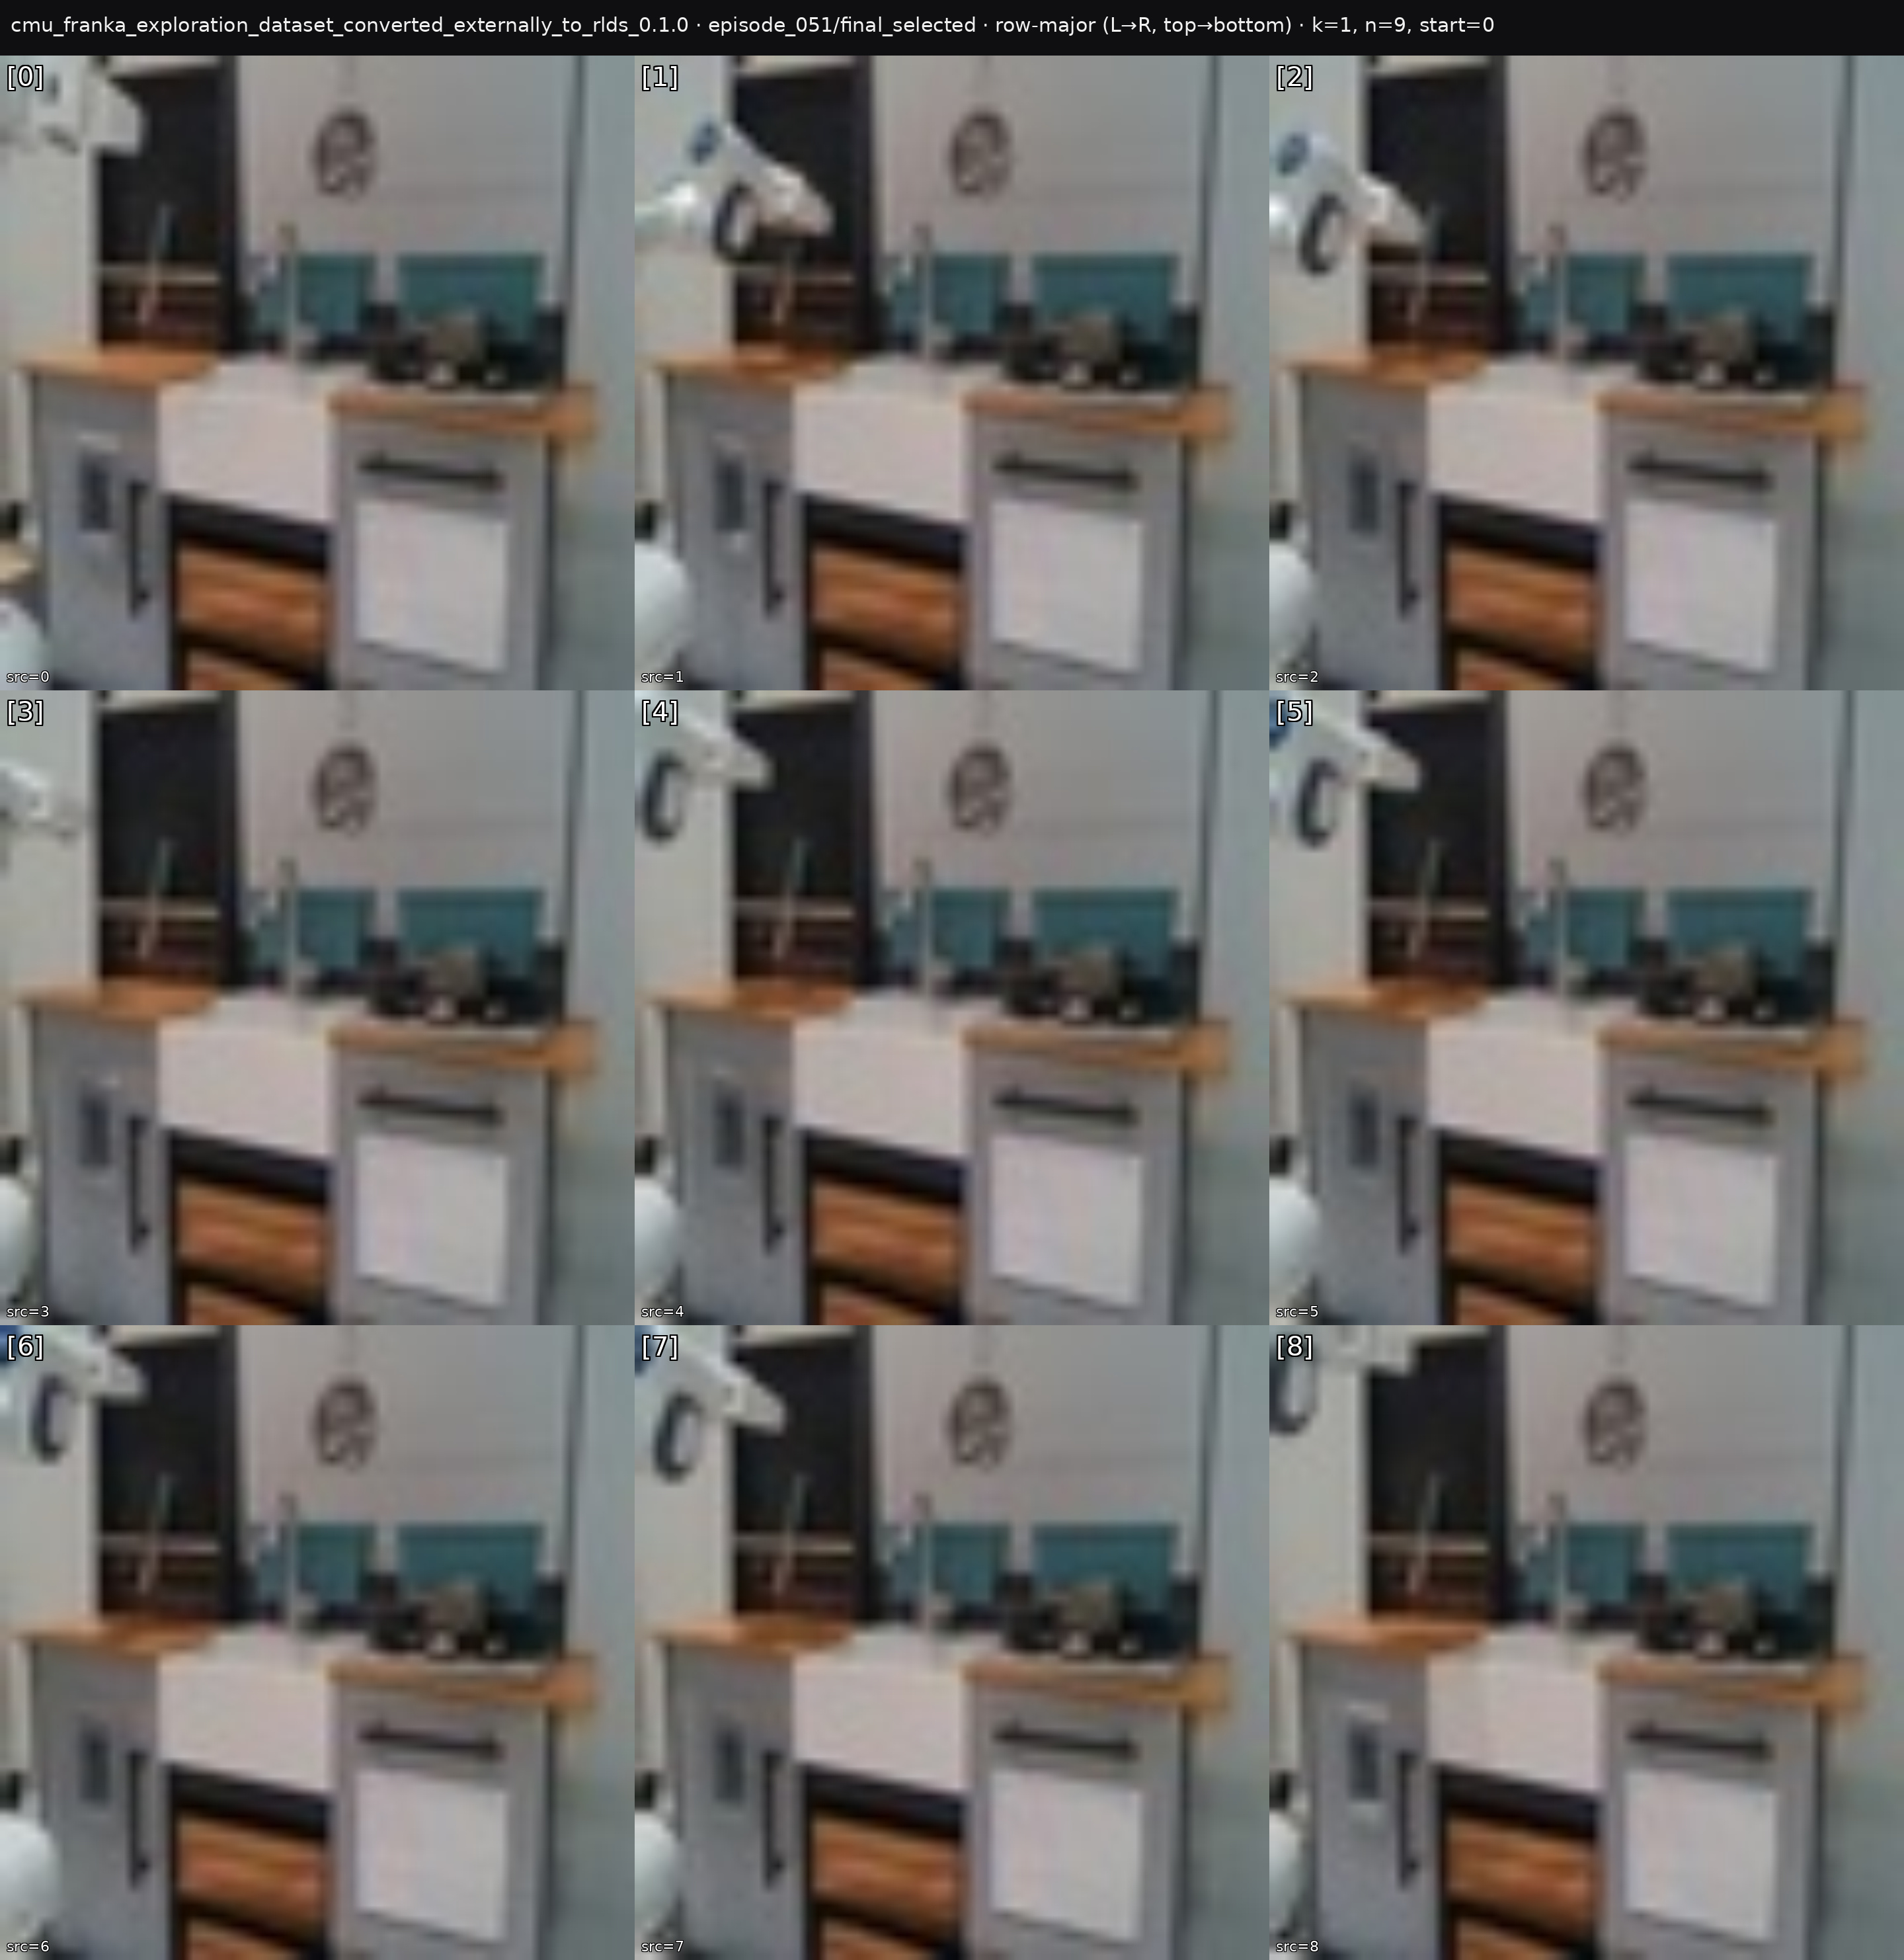 cmu_franka_exploration_dataset_converted_externally_to_rlds_0.1.0 · episode_051/final_selected · row-major (L→R, top→bottom) · k=1, n=9, start=0
[0]
[1]
[2]
src=0
src=1
src=2
[3]
[4]
[5]
src=3
src=4
src=5
[6]
[7]
[8]
src=6
src=7
src=8